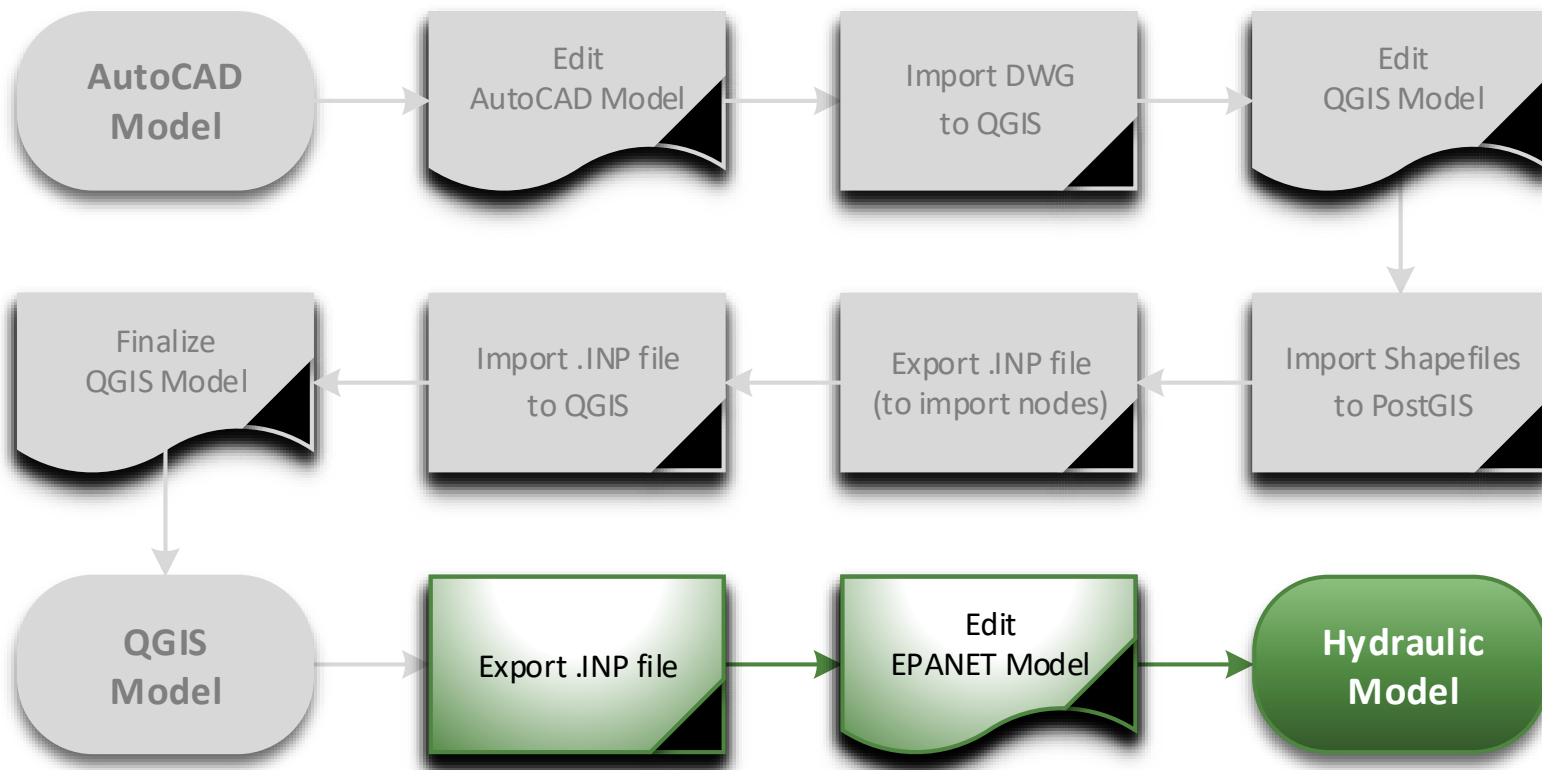 AutoCAD
Model
Edit
AutoCAD Model
Import DWG
to QGIS
Edit
QGIS Model
Finalize
QGIS Model
Import .INP file
to QGIS
Export .INP file
(to import nodes)
Import Shapefiles
to PostGIS
QGIS
Model
Export .INP file
Edit
EPANET Model
Hydraulic
Model